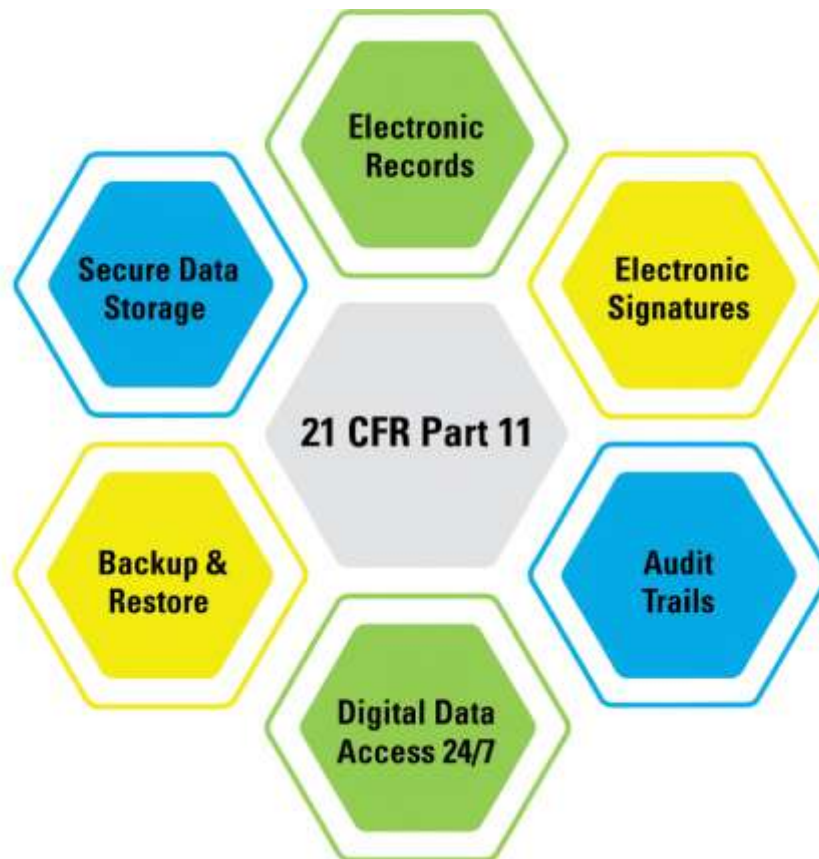 Electronic
Records
Electronic
Signatures
Audit
Trails
Digital Data
Access 24/7
Backup &
Restore
Secure Data
Storage
21 CFR Part 11